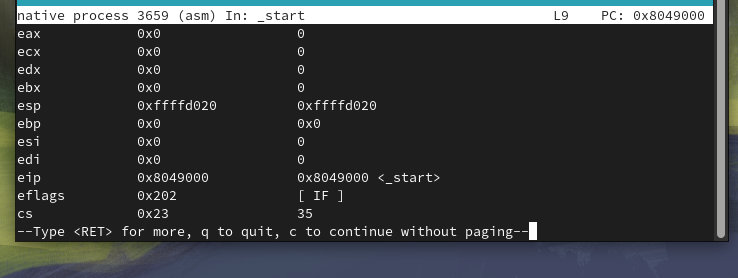 native process 3659 (asm) In: _start L9 PC: 0x8049000
eax 0x0 0
ecx 0x0 0
edx 0x0 0
ebx 0x0 0
esp 0xffffd020 0xffffd020
ebp 0x0 0x0
esi 0x0 0
edi 0x0 0
eip 0x8049000 0x8049000 <_start>
eflags 0x202 [ IF ]
cs 0x23 35
--Type <RET> for more, q to quit, c to continue without paging--